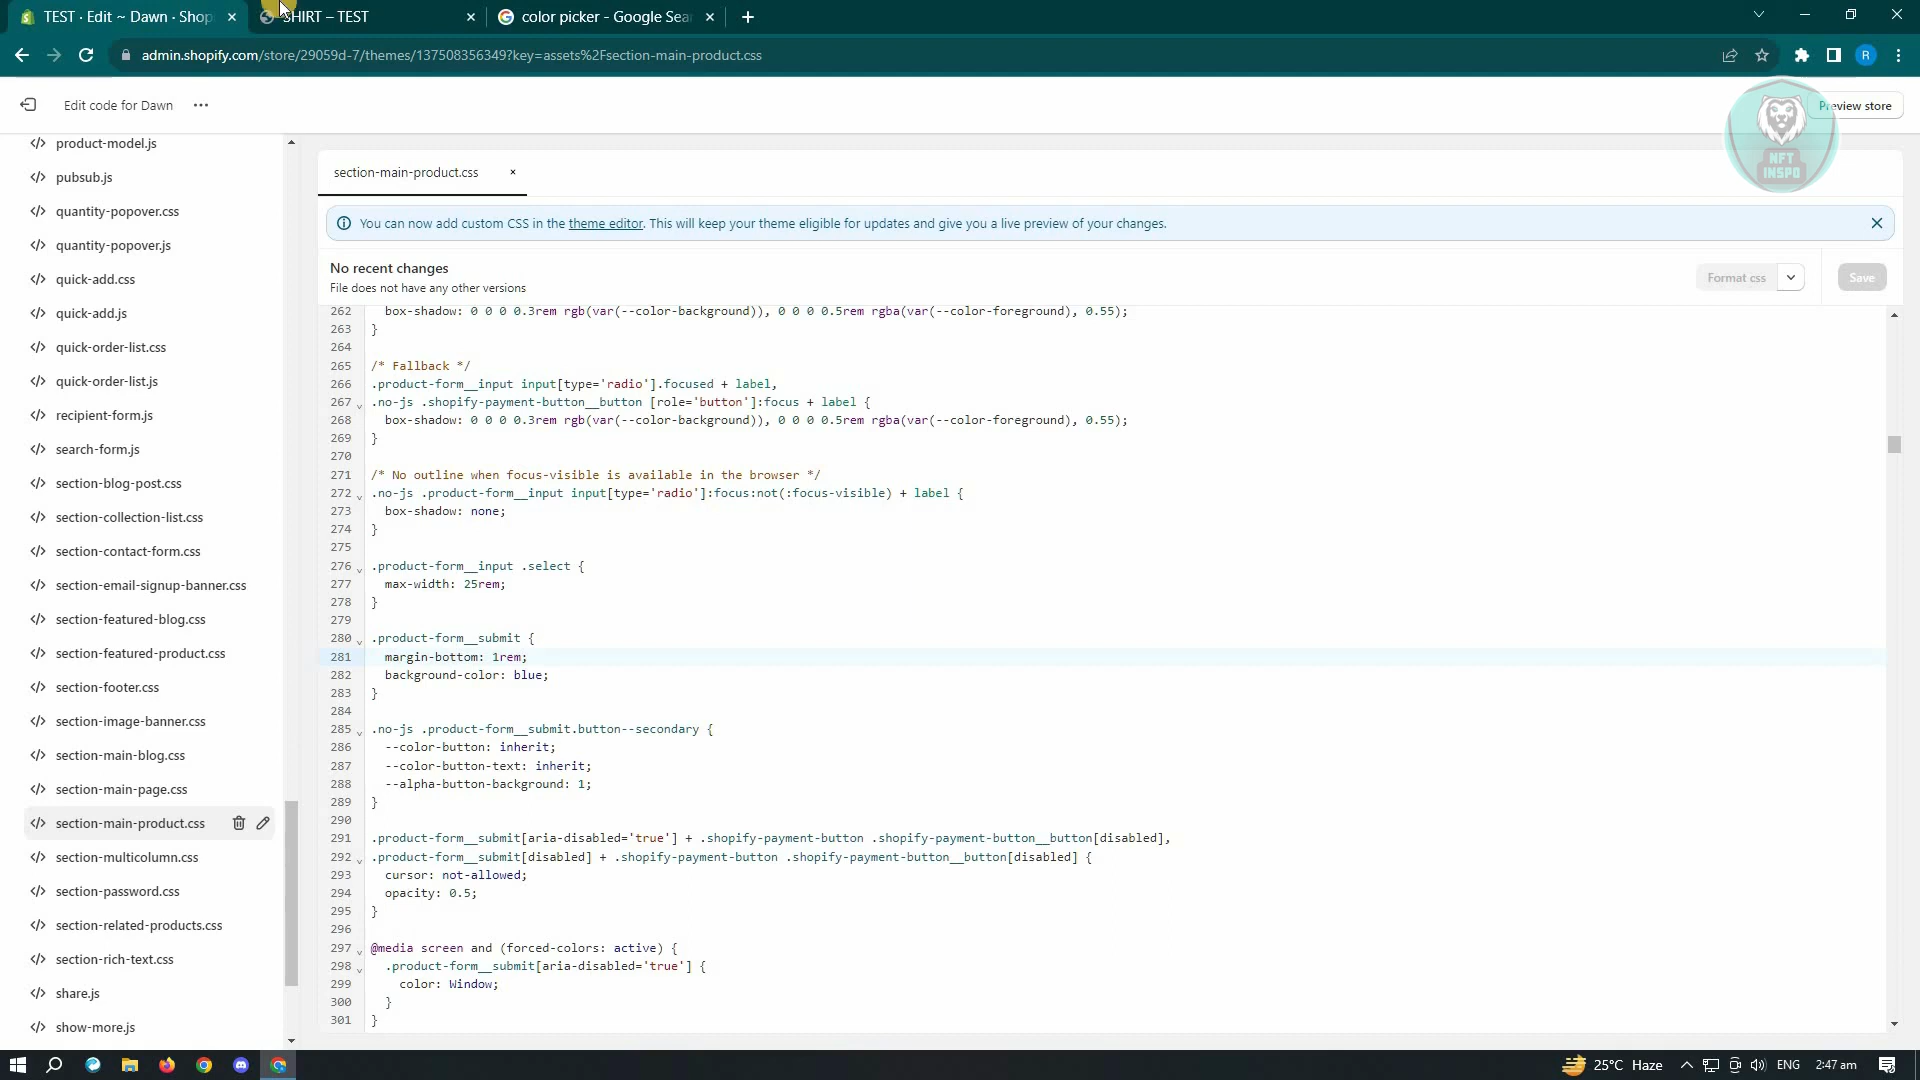 TEST · Edit ~ Dawn · Shop
SHIRT – TEST
color picker - Google Sea
admin.shopify.com/store/29059d-7/themes/137508356349?key=assets%2Fsection-main-product.css
R
Edit code for Dawn
Preview store
NFT
INSPO
product-model.js
pubsub.js
quantity-popover.css
quantity-popover.js
quick-add.css
quick-add.js
quick-order-list.css
quick-order-list.js
recipient-form.js
search-form.js
section-blog-post.css
section-collection-list.css
section-contact-form.css
section-email-signup-banner.css
section-featured-blog.css
section-featured-product.css
section-footer.css
section-image-banner.css
section-main-blog.css
section-main-page.css
section-main-product.css
section-multicolumn.css
section-password.css
section-related-products.css
section-rich-text.css
share.js
show-more.js
section-main-product.css
You can now add custom CSS in the theme editor. This will keep your theme eligible for updates and give you a live preview of your changes.
No recent changes
File does not have any other versions
Format css
Save
262 box-shadow: 0 0 0 0.3rem rgb(var(--color-background)), 0 0 0 0.5rem rgba(var(--color-foreground), 0.55);
263 }
264
265 /* Fallback */
266 .product-form__input input[type='radio'].focused + label,
267 .no-js .shopify-payment-button__button [role='button']:focus + label {
268 box-shadow: 0 0 0 0.3rem rgb(var(--color-background)), 0 0 0 0.5rem rgba(var(--color-foreground), 0.55);
269 }
270
271 /* No outline when focus-visible is available in the browser */
272 .no-js .product-form__input input[type='radio']:focus:not(:focus-visible) + label {
273 box-shadow: none;
274 }
275
276 .product-form__input .select {
277 max-width: 25rem;
278 }
279
280 .product-form__submit {
281 margin-bottom: 1rem;
282 background-color: blue;
283 }
284
285 .no-js .product-form__submit.button--secondary {
286 --color-button: inherit;
287 --color-button-text: inherit;
288 --alpha-button-background: 1;
289 }
290
291 .product-form__submit[aria-disabled='true'] + .shopify-payment-button .shopify-payment-button__button[disabled],
292 .product-form__submit[disabled] + .shopify-payment-button .shopify-payment-button__button[disabled] {
293 cursor: not-allowed;
294 opacity: 0.5;
295 }
296
297 @media screen and (forced-colors: active) {
298 .product-form__submit[aria-disabled='true'] {
299 color: Window;
300 }
301 }
25°C Haze
ENG
2:47 am